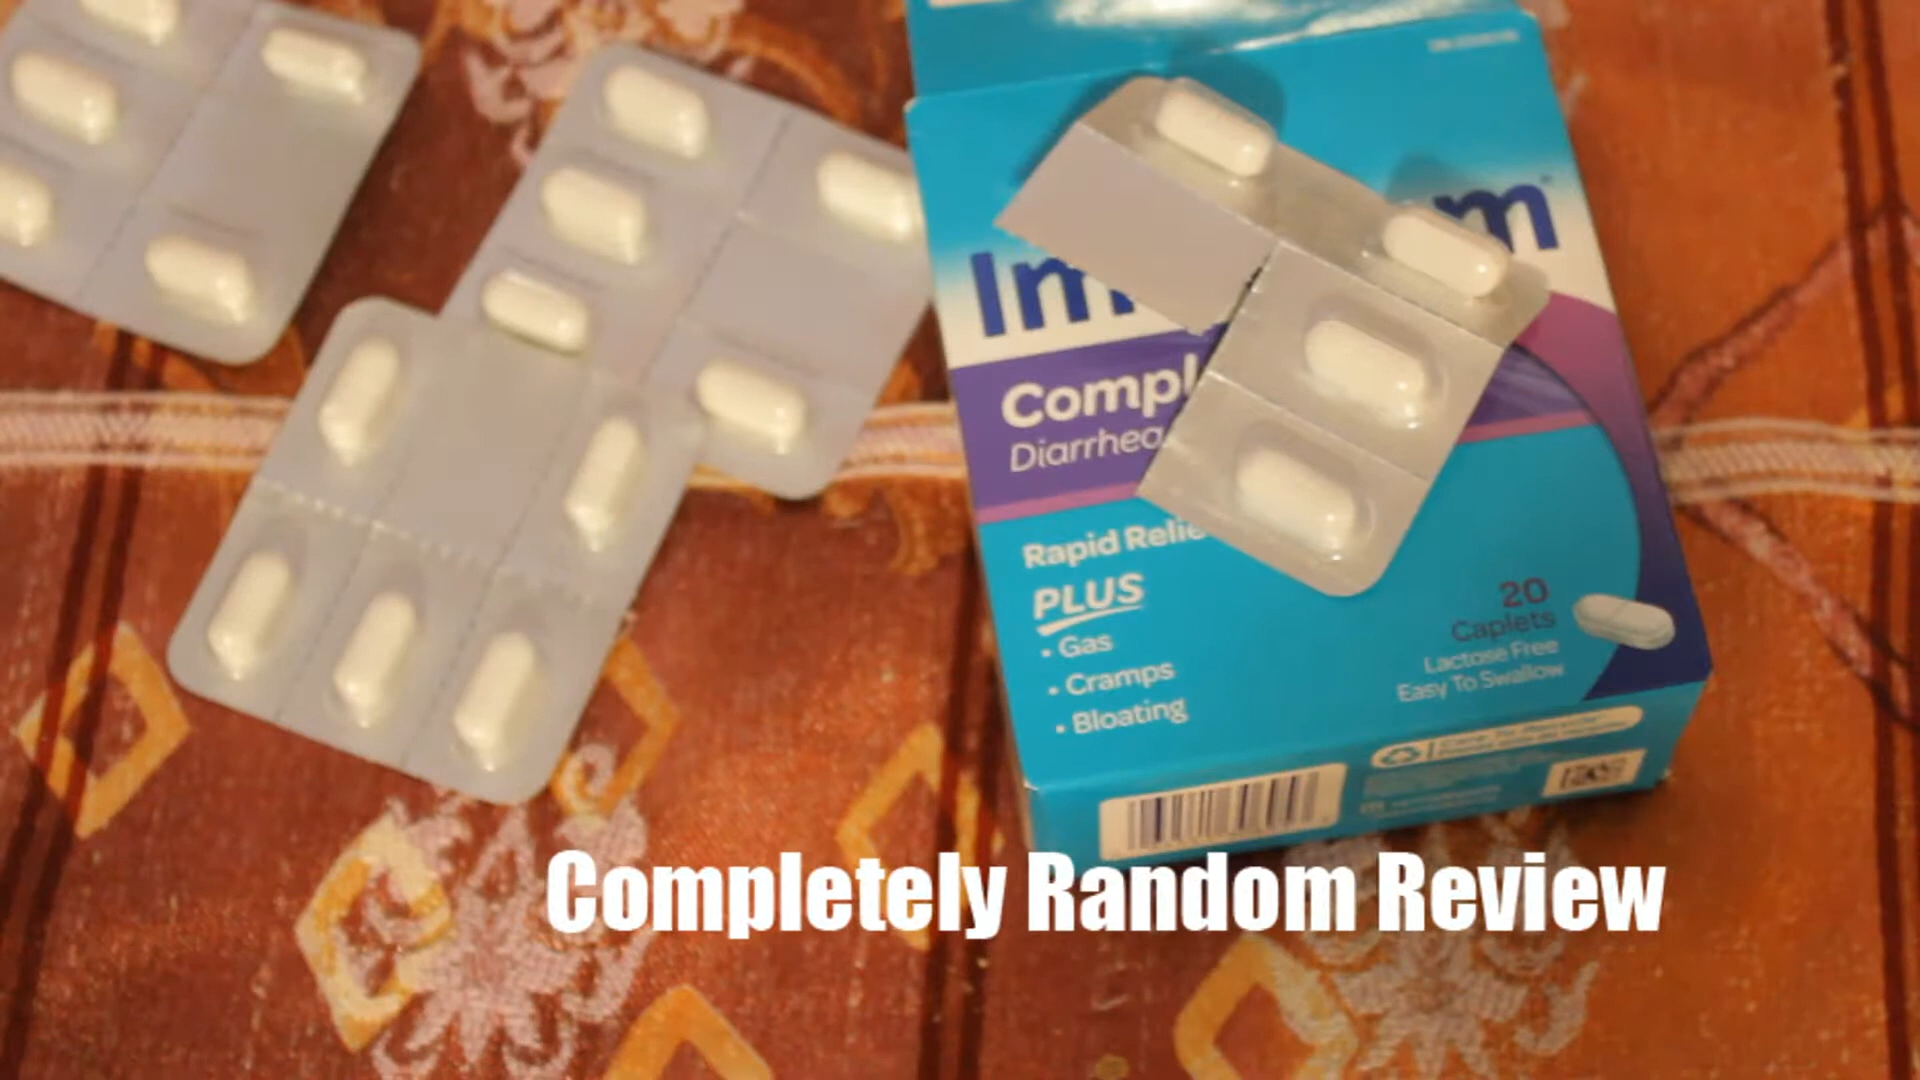 Im m
Compl
Diarrhea
Rapid Relie
PLUS
• Gas
• Cramps
• Bloating
20
Caplets
Lactose Free
Easy To Swallow
Completely Random Review